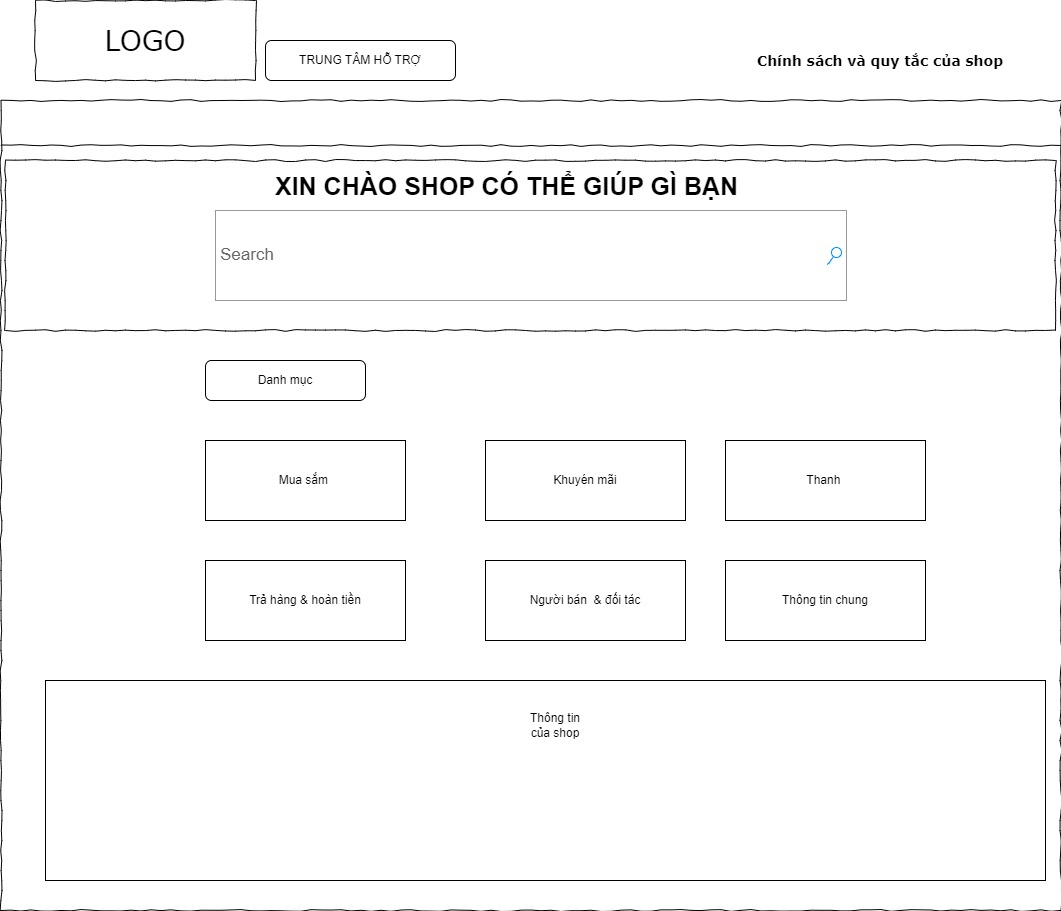 LOGO
TRUNG TÂM HỖ TRỢ
Chính sách và quy tắc của shop
XIN CHÀO SHOP CÓ THỂ GIÚP GÌ BẠN
Search
Danh mục
Mua sắm
Khuyên mãi
Thanh
Trả hàng & hoàn tiền
Người bán & đối tác
Thông tin chung
Thông tin
của shop